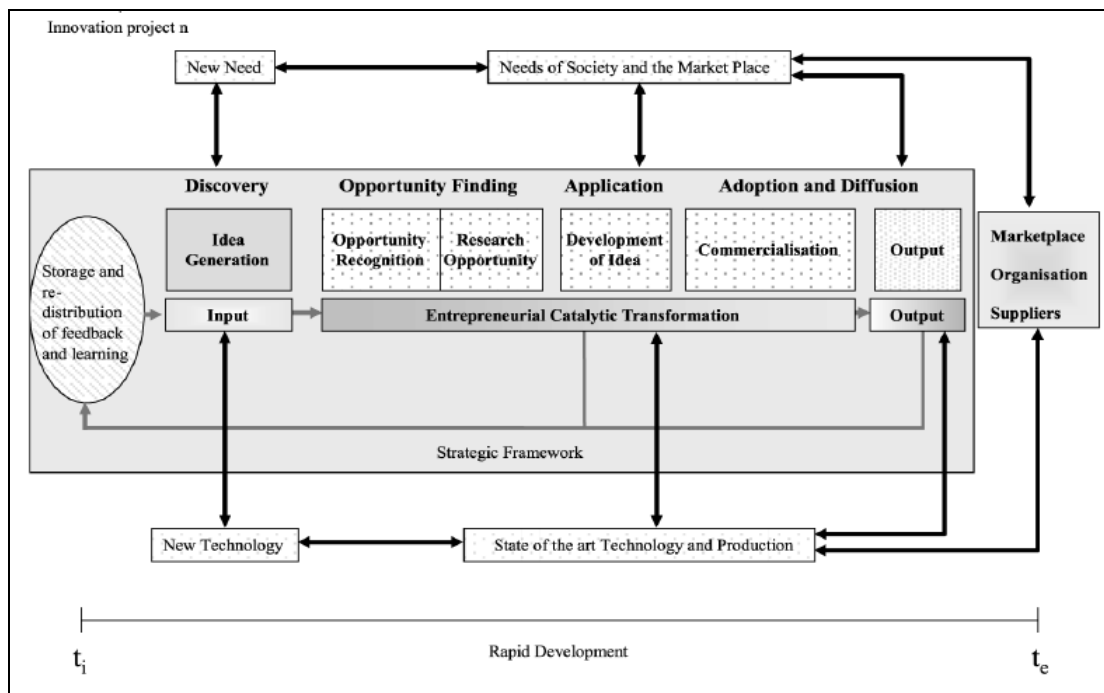 Innovation project n
New Need
Needs of Society and the Market Place
Discovery
Opportunity Finding
Application
Adoption and Diffusion
Idea
Generation
Opportunity
Recognition
Research
Opportunity
Development
of Idea
Commercialisation
Output
Marketplace
Organisation
Suppliers
Storage and
re-
distribution
of feedback
and learning
Input
Entrepreneurial Catalytic Transformation
Output
Strategic Framework
New Technology
State of the art Technology and Production
Rapid Development
tᵢ
tₑ